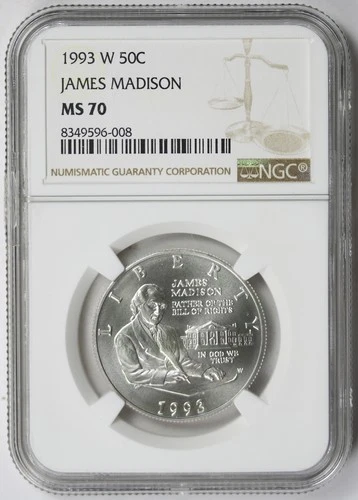 1993 W 50C
JAMES MADISON
MS 70
8349596-008
NUMISMATIC GUARANTY CORPORATION
NGC®
LIBERTY
JAMES
MADISON
FATHER OF THE
BILL OF RIGHTS
IN GOD WE
TRUST
W
1993